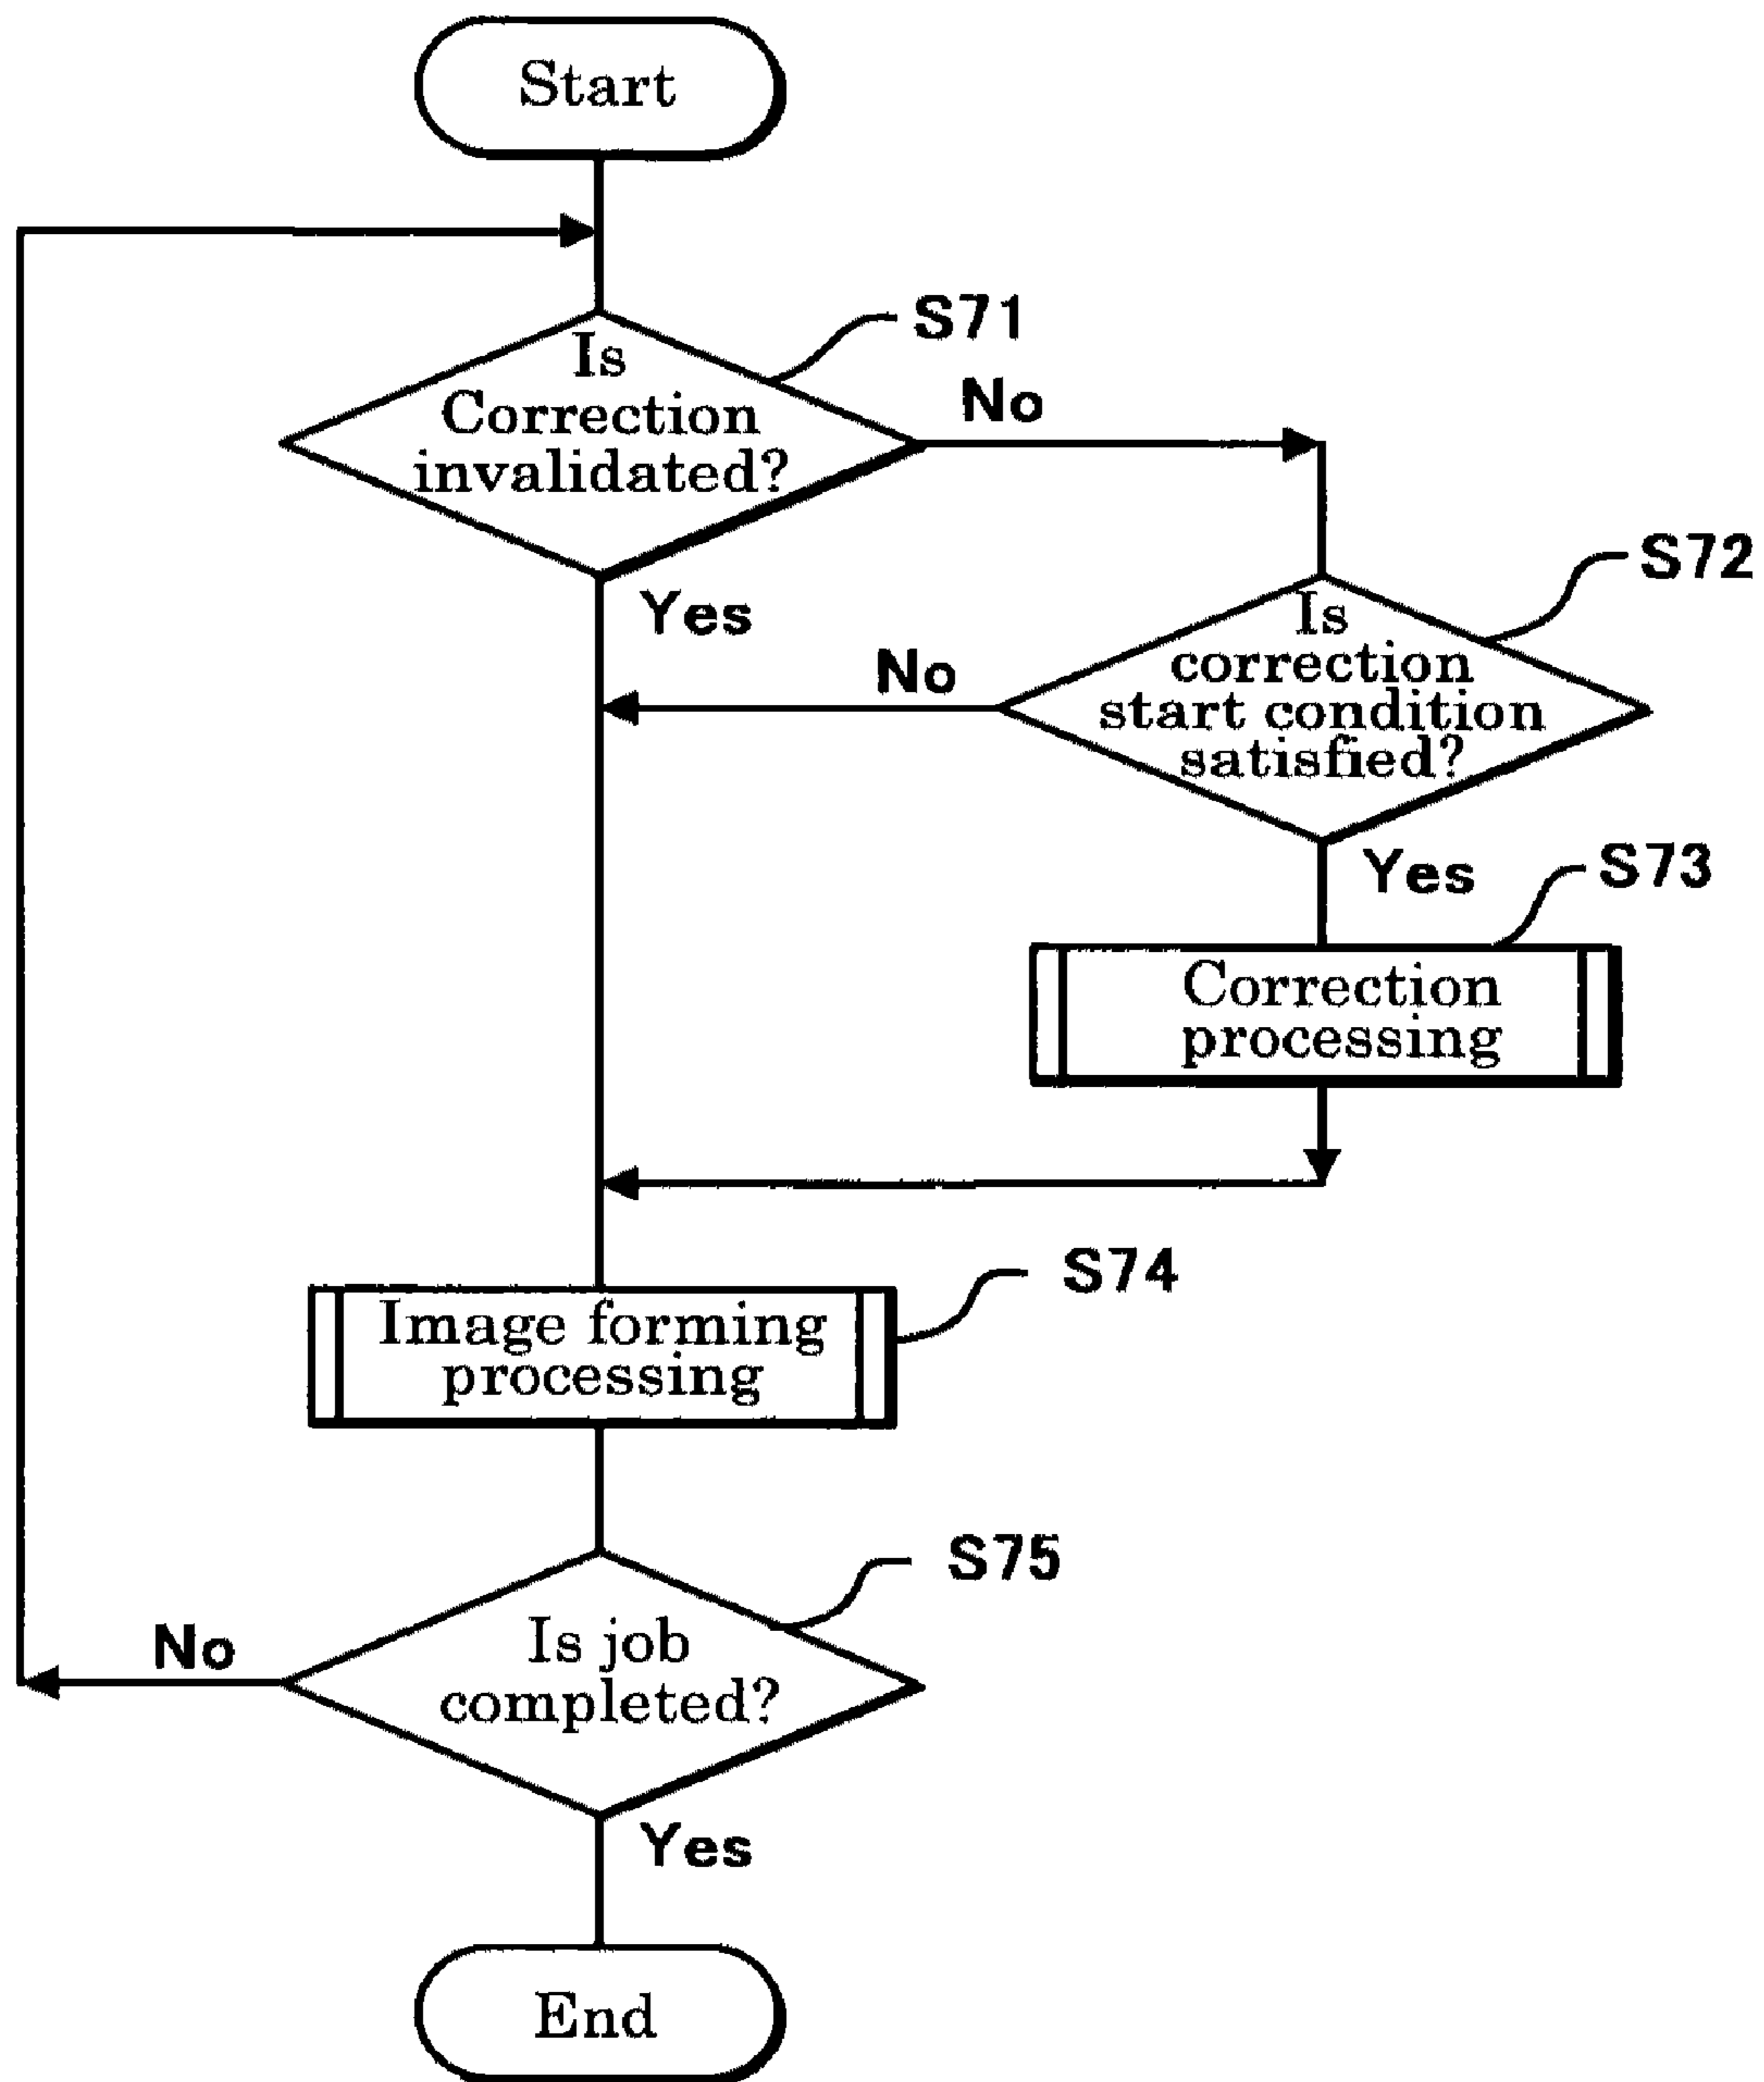 Start
S71
Is
Correction
invalidated?
No
Yes
S72
Is
correction
start condition
satisfied?
No
Yes
S73
Correction
processing
S74
Image forming
processing
S75
Is job
completed?
No
Yes
End